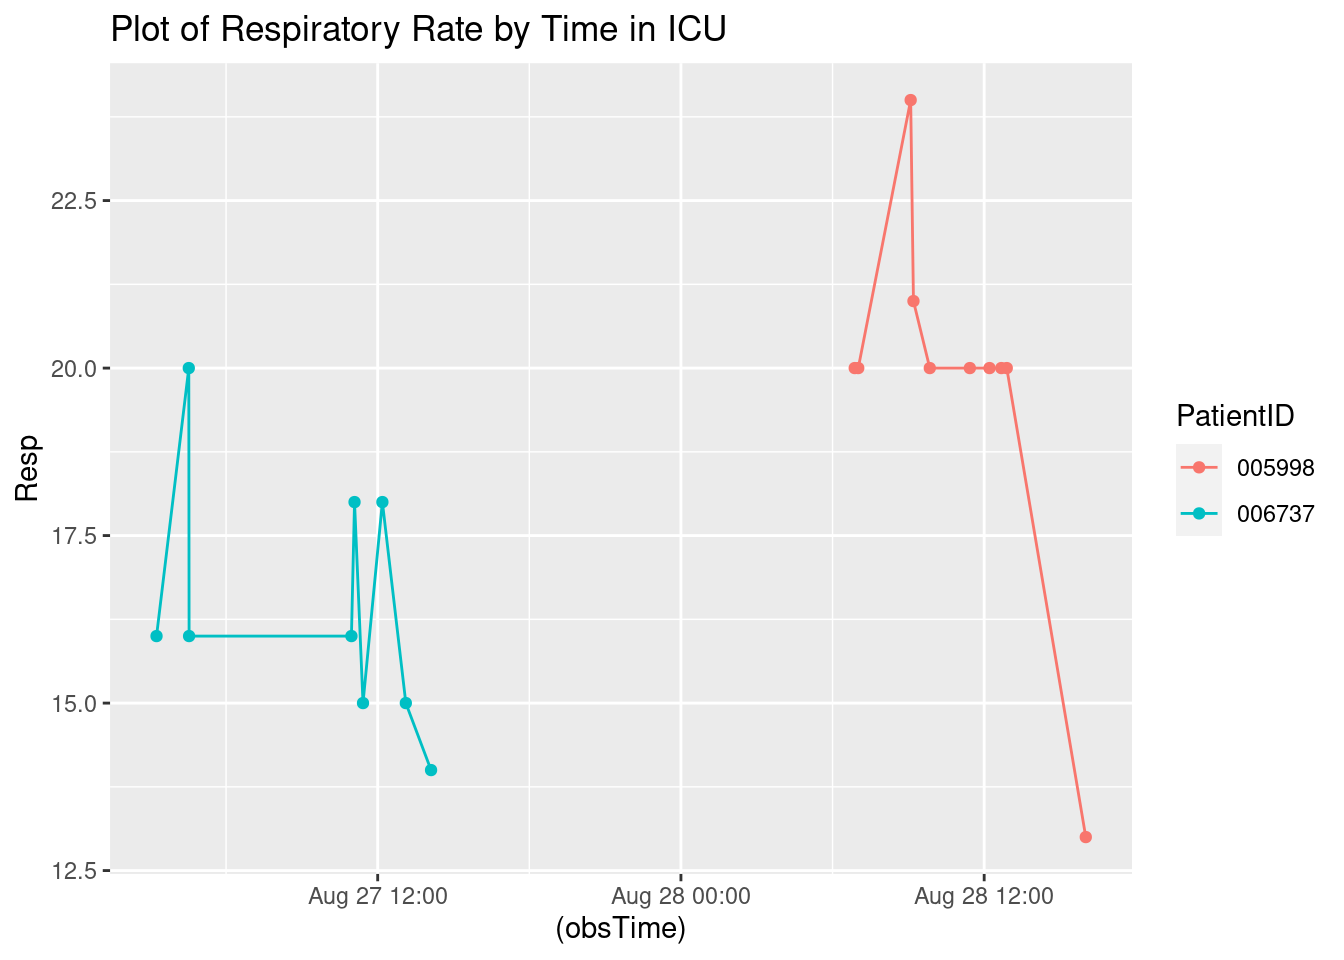 Plot of Respiratory Rate by Time in ICU
Resp
22.5
20.0
17.5
15.0
12.5
Aug 27 12:00
Aug 28 00:00
Aug 28 12:00
(obsTime)
PatientID
005998
006737